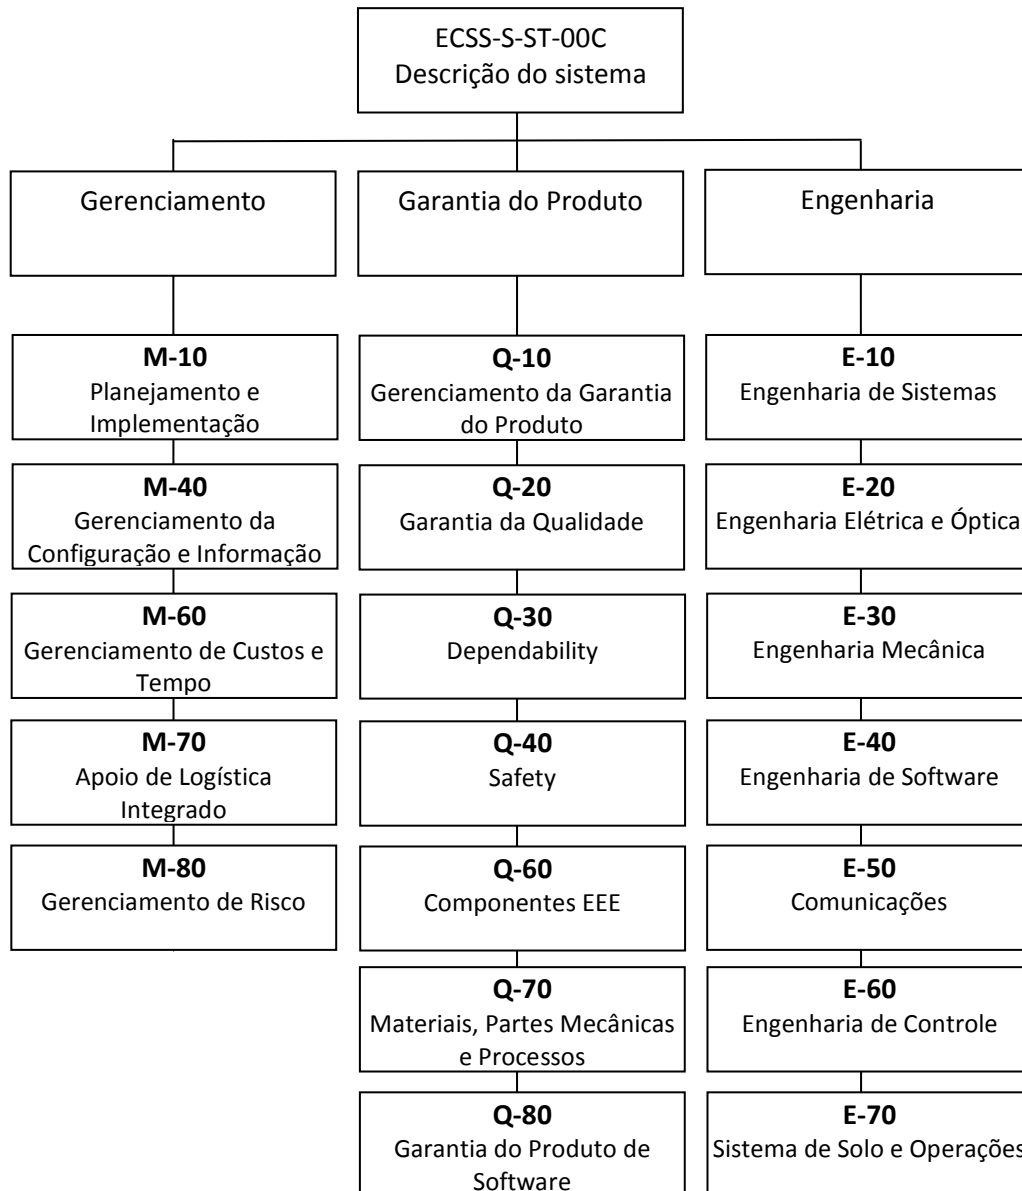 ECSS-S-ST-00C
Descrição do sistema
Gerenciamento
Garantia do Produto
Engenharia
M-10
Planejamento e
Implementação
M-40
Gerenciamento da
Configuração e Informação
M-60
Gerenciamento de Custos e
Tempo
M-70
Apoio de Logística
Integrado
M-80
Gerenciamento de Risco
Q-10
Gerenciamento da Garantia
do Produto
Q-20
Garantia da Qualidade
Q-30
Dependability
Q-40
Safety
Q-60
Componentes EEE
Q-70
Materiais, Partes Mecânicas
e Processos
Q-80
Garantia do Produto de
Software
E-10
Engenharia de Sistemas
E-20
Engenharia Elétrica e Óptica
E-30
Engenharia Mecânica
E-40
Engenharia de Software
E-50
Comunicações
E-60
Engenharia de Controle
E-70
Sistema de Solo e Operações